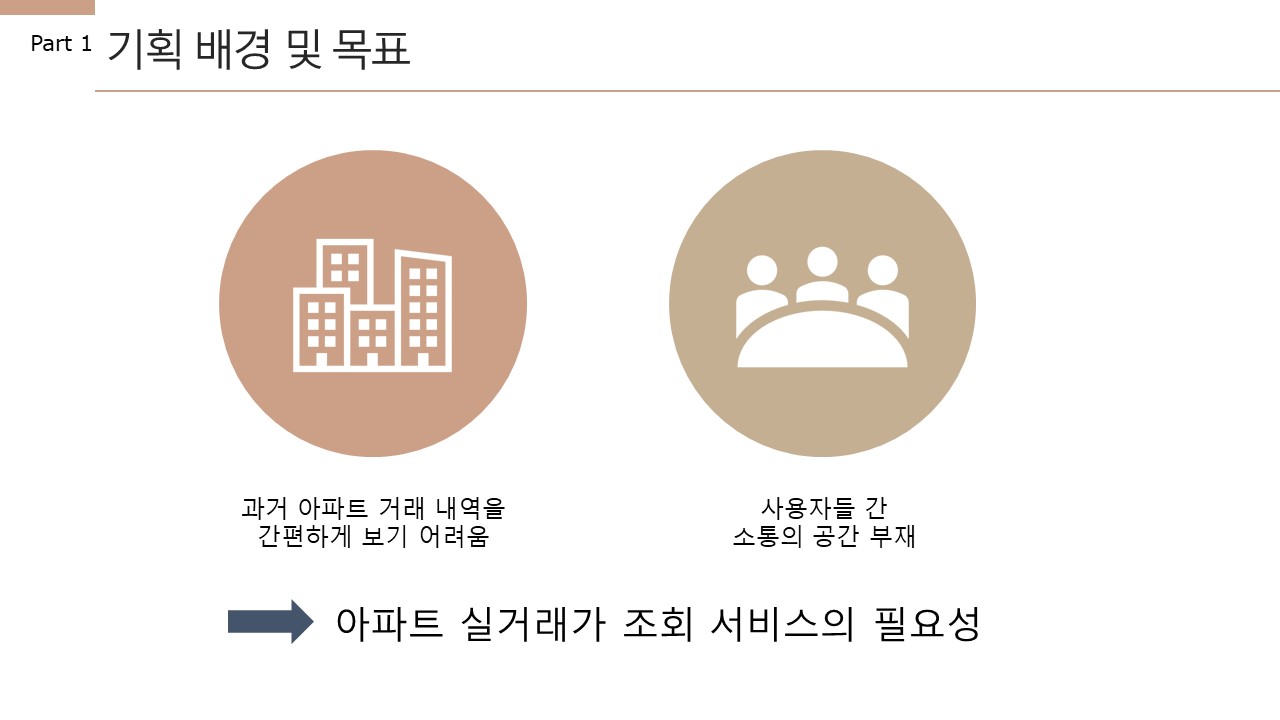 Part 1 기획 배경 및 목표
과거 아파트 거래 내역을
간편하게 보기 어려움
사용자들 간
소통의 공간 부재
아파트 실거래가 조회 서비스의 필요성